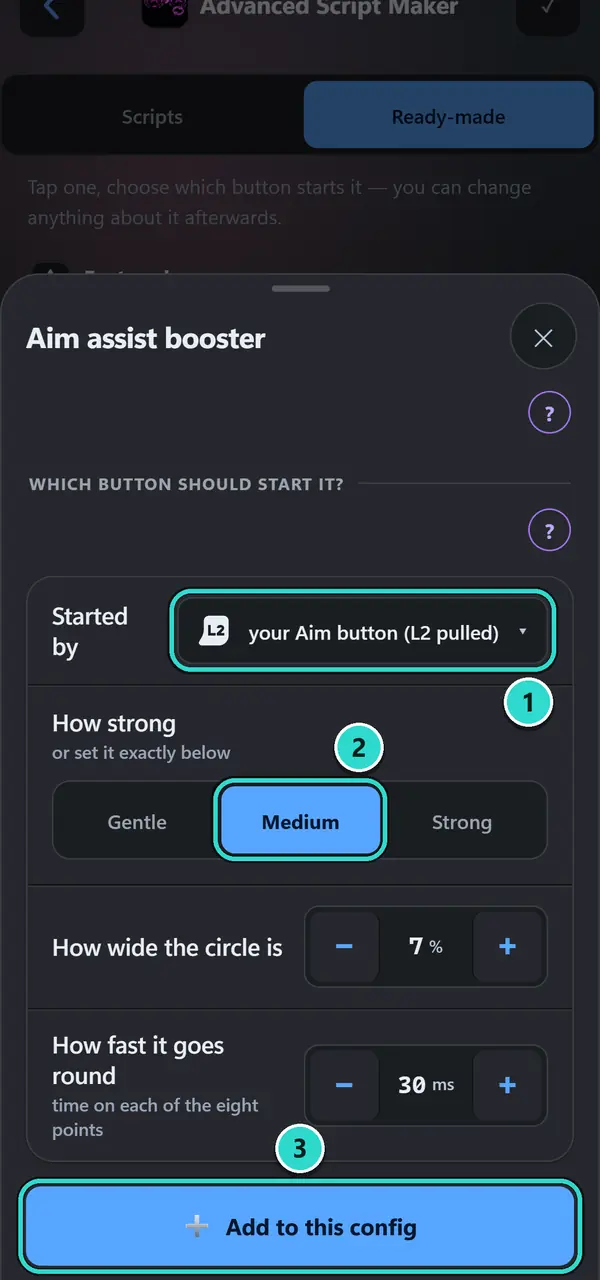 Advanced Script Maker
✓
Scripts
Ready-made
Tap one, choose which button starts it — you can change
anything about it afterwards.
Aim assist booster
?
WHICH BUTTON SHOULD START IT?
?
Started
by
L2 your Aim button (L2 pulled)
1
How strong
or set it exactly below
2
Gentle
Medium
Strong
How wide the circle is
− 7 % +
How fast it goes
round
time on each of the eight
points
− 30 ms +
3
+ Add to this config